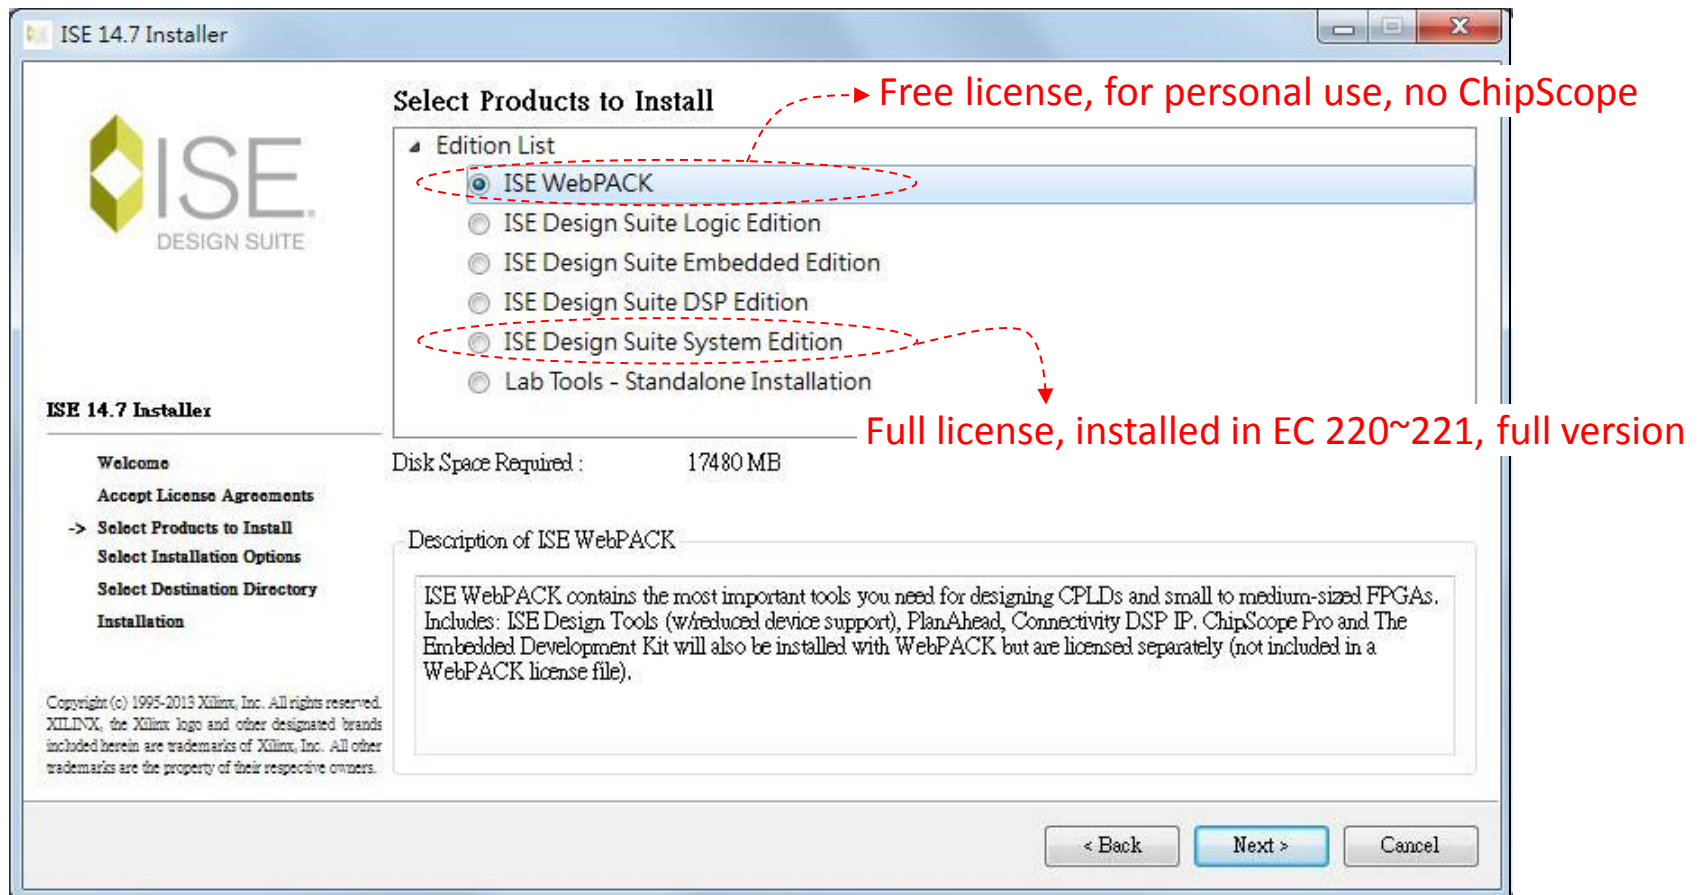 ISE 14.7 Installer
Select Products to Install
Free license, for personal use, no ChipScope
Edition List
ISE WebPACK
ISE Design Suite Logic Edition
ISE Design Suite Embedded Edition
ISE Design Suite DSP Edition
ISE Design Suite System Edition
Lab Tools - Standalone Installation
Full license, installed in EC 220~221, full version
ISE.
DESIGN SUITE
ISE 14.7 Installer
Welcome
Accept License Agreements
-> Select Products to Install
Select Installation Options
Select Destination Directory
Installation
Copyright (c) 1995-2013 Xilinx, Inc. All rights reserved.
XILINX, the Xilinx logo and other designated brands
included herein are trademarks of Xilinx, Inc. All other
trademarks are the property of their respective owners.
Disk Space Required : 17480 MB
Description of ISE WebPACK
ISE WebPACK contains the most important tools you need for designing CPLDs and small to medium-sized FPGAs.
Includes: ISE Design Tools (w/reduced device support), PlanAhead, Connectivity DSP IP. ChipScope Pro and The
Embedded Development Kit will also be installed with WebPACK but are licensed separately (not included in a
WebPACK license file).
< Back
Next >
Cancel